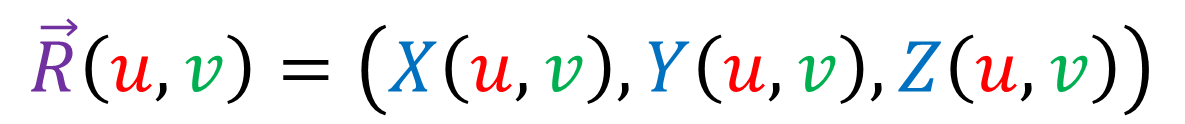 R⃗(u, v) = (X(u, v), Y(u, v), Z(u, v))